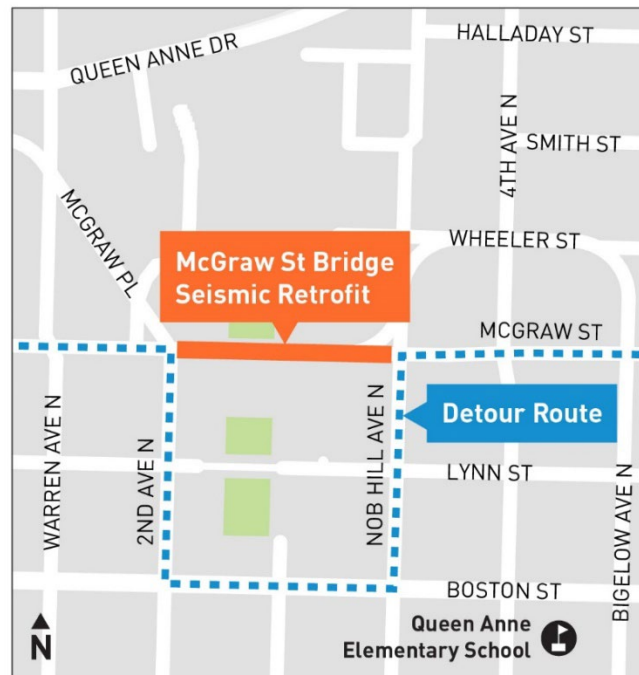 HALLADAY ST
QUEEN ANNE DR
4TH AVE N
SMITH ST
MCGRAW PL
WHEELER ST
McGraw St Bridge
Seismic Retrofit
MCGRAW ST
Detour Route
WARREN AVE N
2ND AVE N
NOB HILL AVE N
LYNN ST
BIGELOW AVE N
BOSTON ST
N
Queen Anne
Elementary School